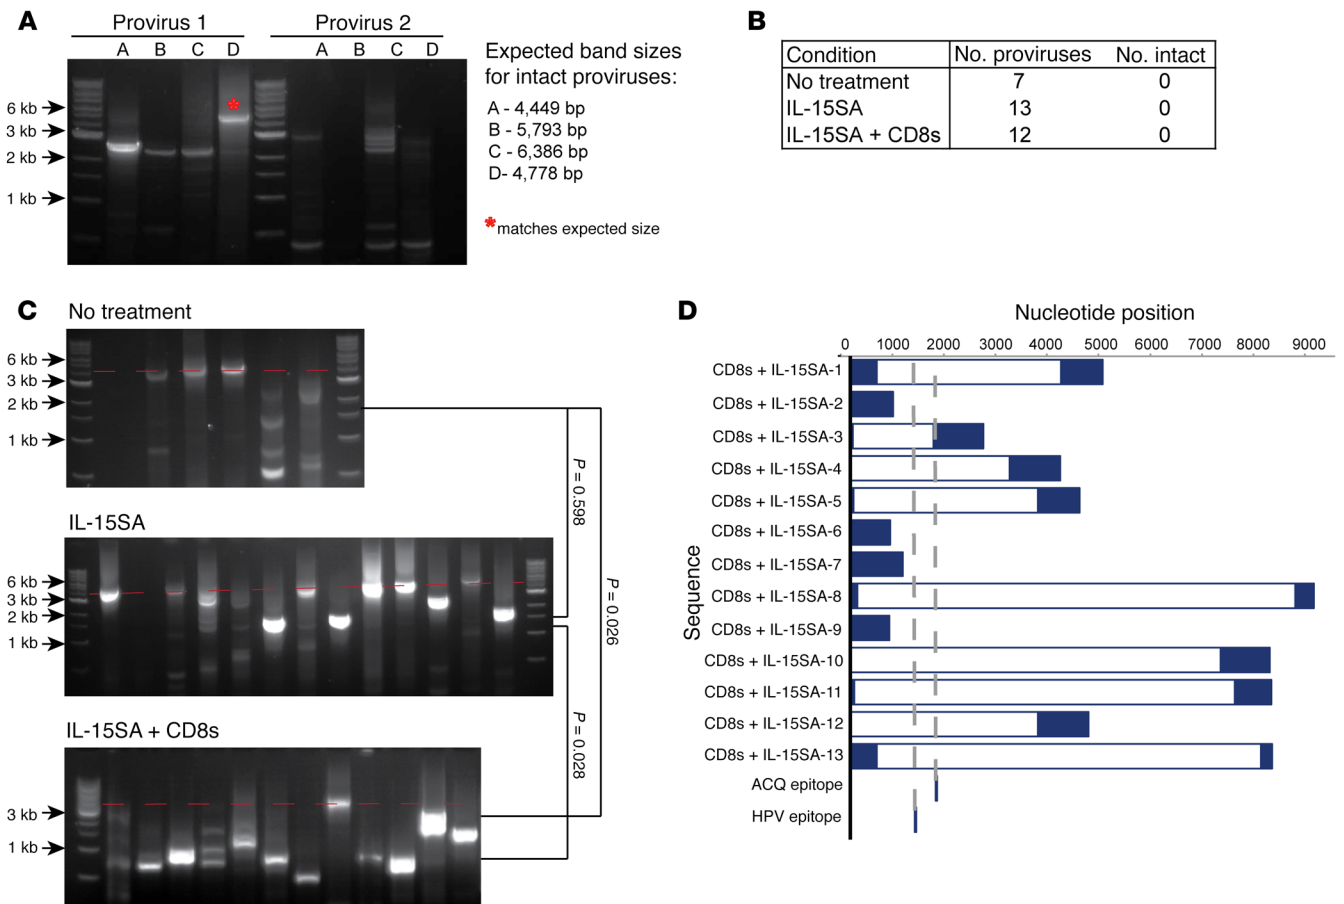 A
Provirus 1
Provirus 2
A B C D
A B C D
6 kb
3 kb
2 kb
1 kb
Expected band sizes
for intact proviruses:
A - 4,449 bp
B - 5,793 bp
C - 6,386 bp
D- 4,778 bp
*matches expected size
*
B
Condition No. proviruses No. intact
No treatment 7 0
IL-15SA 13 0
IL-15SA + CD8s 12 0
C
No treatment
6 kb
3 kb
2 kb
1 kb
IL-15SA
6 kb
3 kb
2 kb
1 kb
IL-15SA + CD8s
3 kb
1 kb
P = 0.598
P = 0.026
P = 0.028
D
Nucleotide position
0 1000 2000 3000 4000 5000 6000 7000 8000 9000
Sequence
CD8s + IL-15SA-1
CD8s + IL-15SA-2
CD8s + IL-15SA-3
CD8s + IL-15SA-4
CD8s + IL-15SA-5
CD8s + IL-15SA-6
CD8s + IL-15SA-7
CD8s + IL-15SA-8
CD8s + IL-15SA-9
CD8s + IL-15SA-10
CD8s + IL-15SA-11
CD8s + IL-15SA-12
CD8s + IL-15SA-13
ACQ epitope
HPV epitope